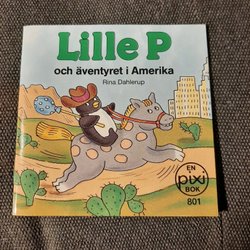 Lille P
och äventyret i Amerika
Rina Dahlerup
EN
pixi
BOK
801